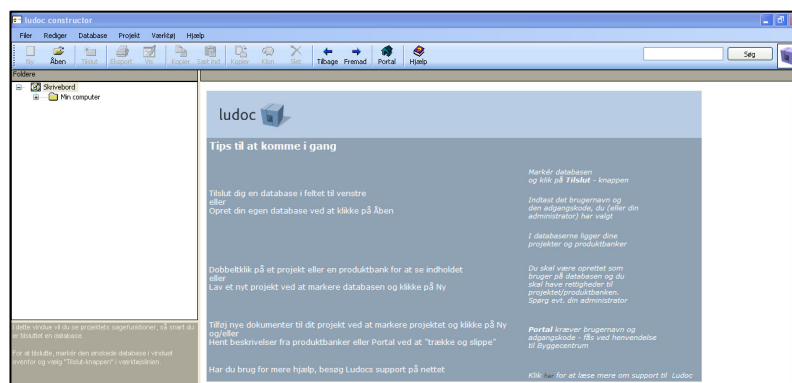 ludoc constructor
Filer Rediger Database Projekt Værktøj Hjælp
Ny Åben Tilslut Eksport Vis Kopier Sæt ind Kopier Klon Slet Tilbage Fremad Portal Hjælp Søg
Foldere
Skrivebord
Min computer
ludoc
Tips til at komme i gang
Markér databasen
og klik på Tilslut - knappen
Tilslut dig en database i feltet til venstre
eller
Opret din egen database ved at klikke på Åben
Indtast det brugernavn og
den adgangskode, du (eller din
administrator) har valgt
I databaserne ligger dine
projekter og produktbanker
Dobbeltklik på et projekt eller en produktbank for at se indholdet
eller
Lav et nyt projekt ved at markere databasen og klikke på Ny
Du skal være oprettet som
bruger på databasen og du
skal have rettigheder til
projektet/produktbanken.
Spørg evt. din administrator
Tilføj nye dokumenter til dit projekt ved at markere projektet og klikke på Ny
og/eller
Hent beskrivelser fra produktbanker eller Portal ved at "trække og slippe"
Portal kræver brugernavn og
adgangskode - fås ved henvendelse
til Byggecentrum
Har du brug for mere hjælp, besøg Ludocs support på nettet
Klik her for at læse mere om support til Ludoc
I dette vindue vil du se projektets søgefunktioner, så snart du
er tilsluttet en database.
For at tilslutte, markér den ønskede database i vinduet
ovenfor og vælg "Tilslut-knappen" i værktøjslinien.